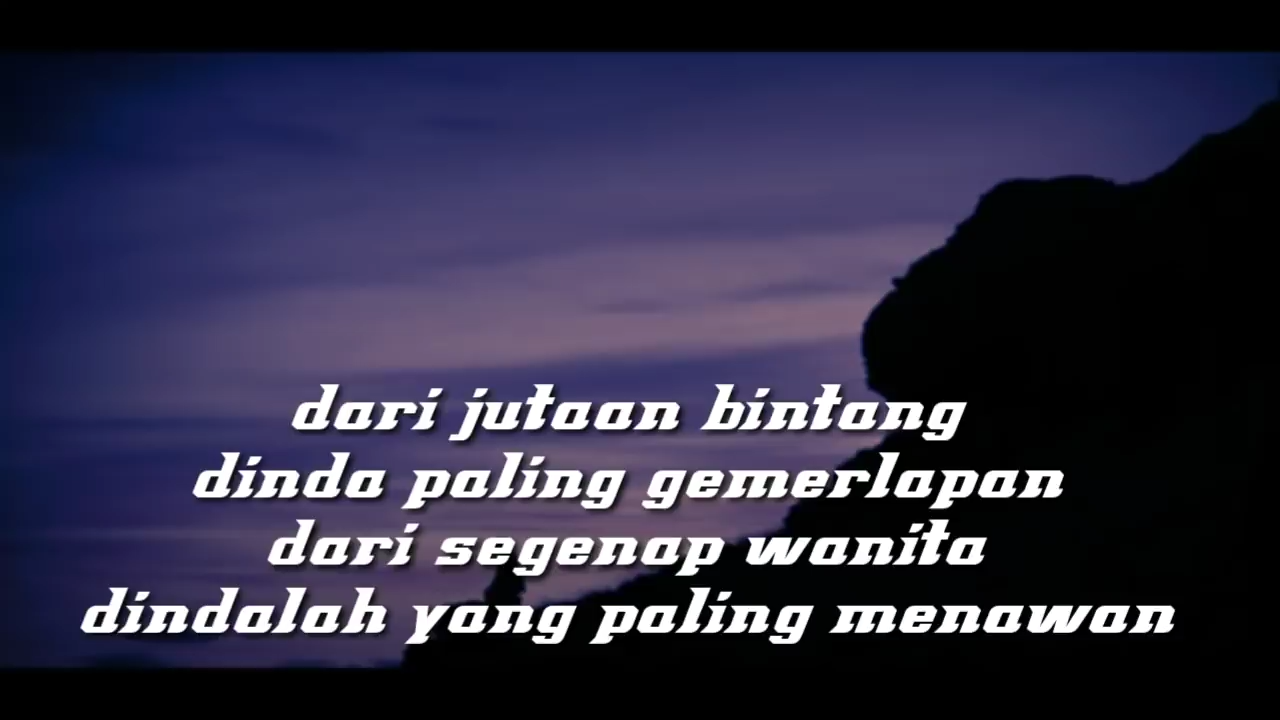 dari jutaan bintang
dinda paling gemerlapan
dari segenap wanita
dindalah yang paling menawan